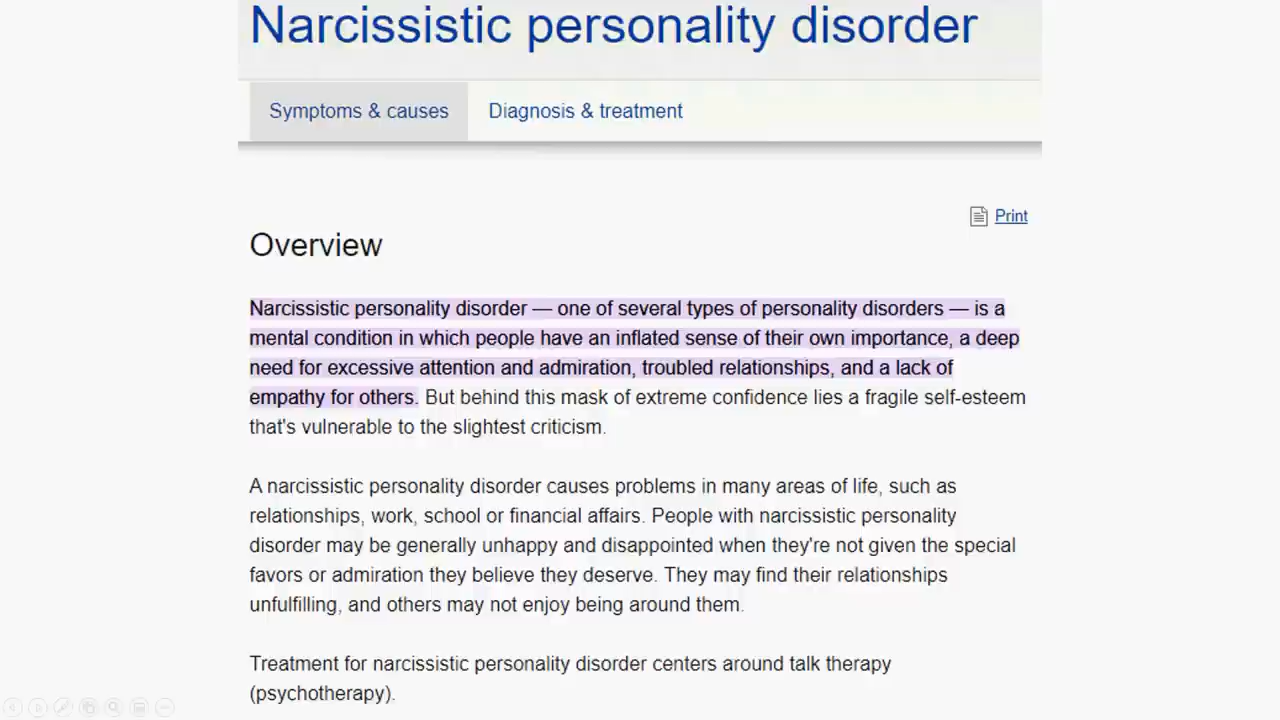 Narcissistic personality disorder
Symptoms & causes
Diagnosis & treatment
Print
Overview
Narcissistic personality disorder — one of several types of personality disorders — is a
mental condition in which people have an inflated sense of their own importance, a deep
need for excessive attention and admiration, troubled relationships, and a lack of
empathy for others. But behind this mask of extreme confidence lies a fragile self-esteem
that's vulnerable to the slightest criticism.
A narcissistic personality disorder causes problems in many areas of life, such as
relationships, work, school or financial affairs. People with narcissistic personality
disorder may be generally unhappy and disappointed when they're not given the special
favors or admiration they believe they deserve. They may find their relationships
unfulfilling, and others may not enjoy being around them.
Treatment for narcissistic personality disorder centers around talk therapy
(psychotherapy).